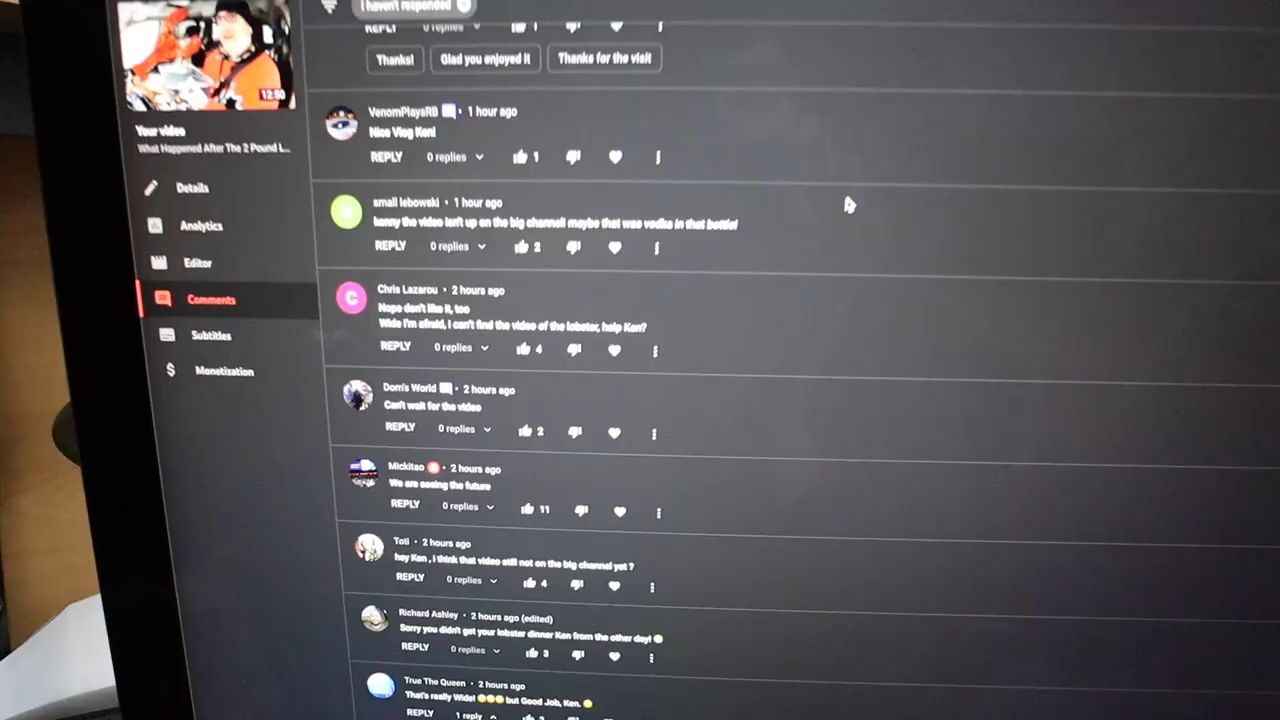 I haven't responded
REPLY 0 replies 1
Thanks! Glad you enjoyed it Thanks for the visit
12:50
Your video
What Happened After The 2 Pound L...
Details
Analytics
Editor
Comments
Subtitles
Monetization
VenomPlaysRB • 1 hour ago
Nice Vlog Ken!
REPLY 0 replies 1
small lebowski • 1 hour ago
kenny the video isn't up on the big channel! maybe that was vodka in that bottle!
REPLY 0 replies 2
C
Chris Lazarou • 2 hours ago
Nope don't like it, too
Wide I'm afraid, I can't find the video of the lobster, help Ken?
REPLY 0 replies 4
Dom's World • 2 hours ago
Can't wait for the video
REPLY 0 replies 2
Mickitao • 2 hours ago
We are seeing the future
REPLY 0 replies 11
Toti • 2 hours ago
hey Ken , i think that video still not on the big channel yet ?
REPLY 0 replies 4
Richard Ashley • 2 hours ago (edited)
Sorry you didn't get your lobster dinner Ken from the other day!
REPLY 0 replies 3
True The Queen • 2 hours ago
That's really Wide! but Good Job, Ken.
REPLY 1 reply